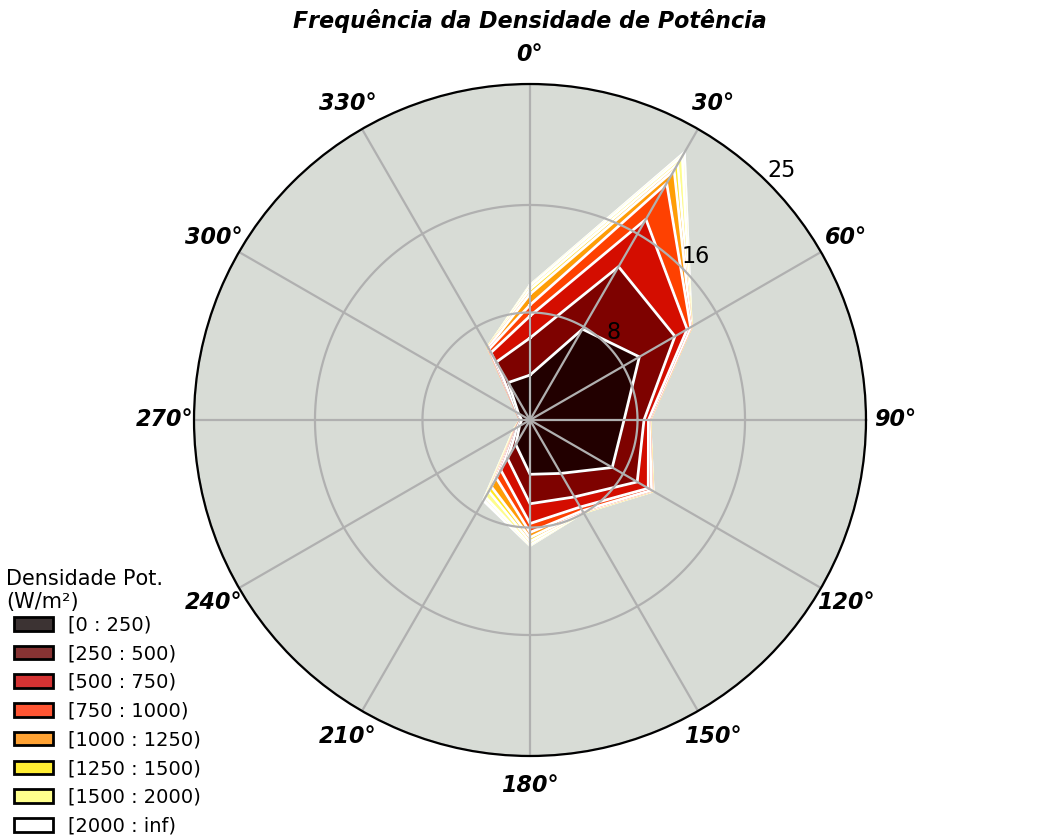 Frequência da Densidade de Potência
0°
330°
30°
25
300°
60°
16
8
270°
90°
240°
120°
210°
150°
180°
Densidade Pot.
(W/m²)
[0 : 250)
[250 : 500)
[500 : 750)
[750 : 1000)
[1000 : 1250)
[1250 : 1500)
[1500 : 2000)
[2000 : inf)